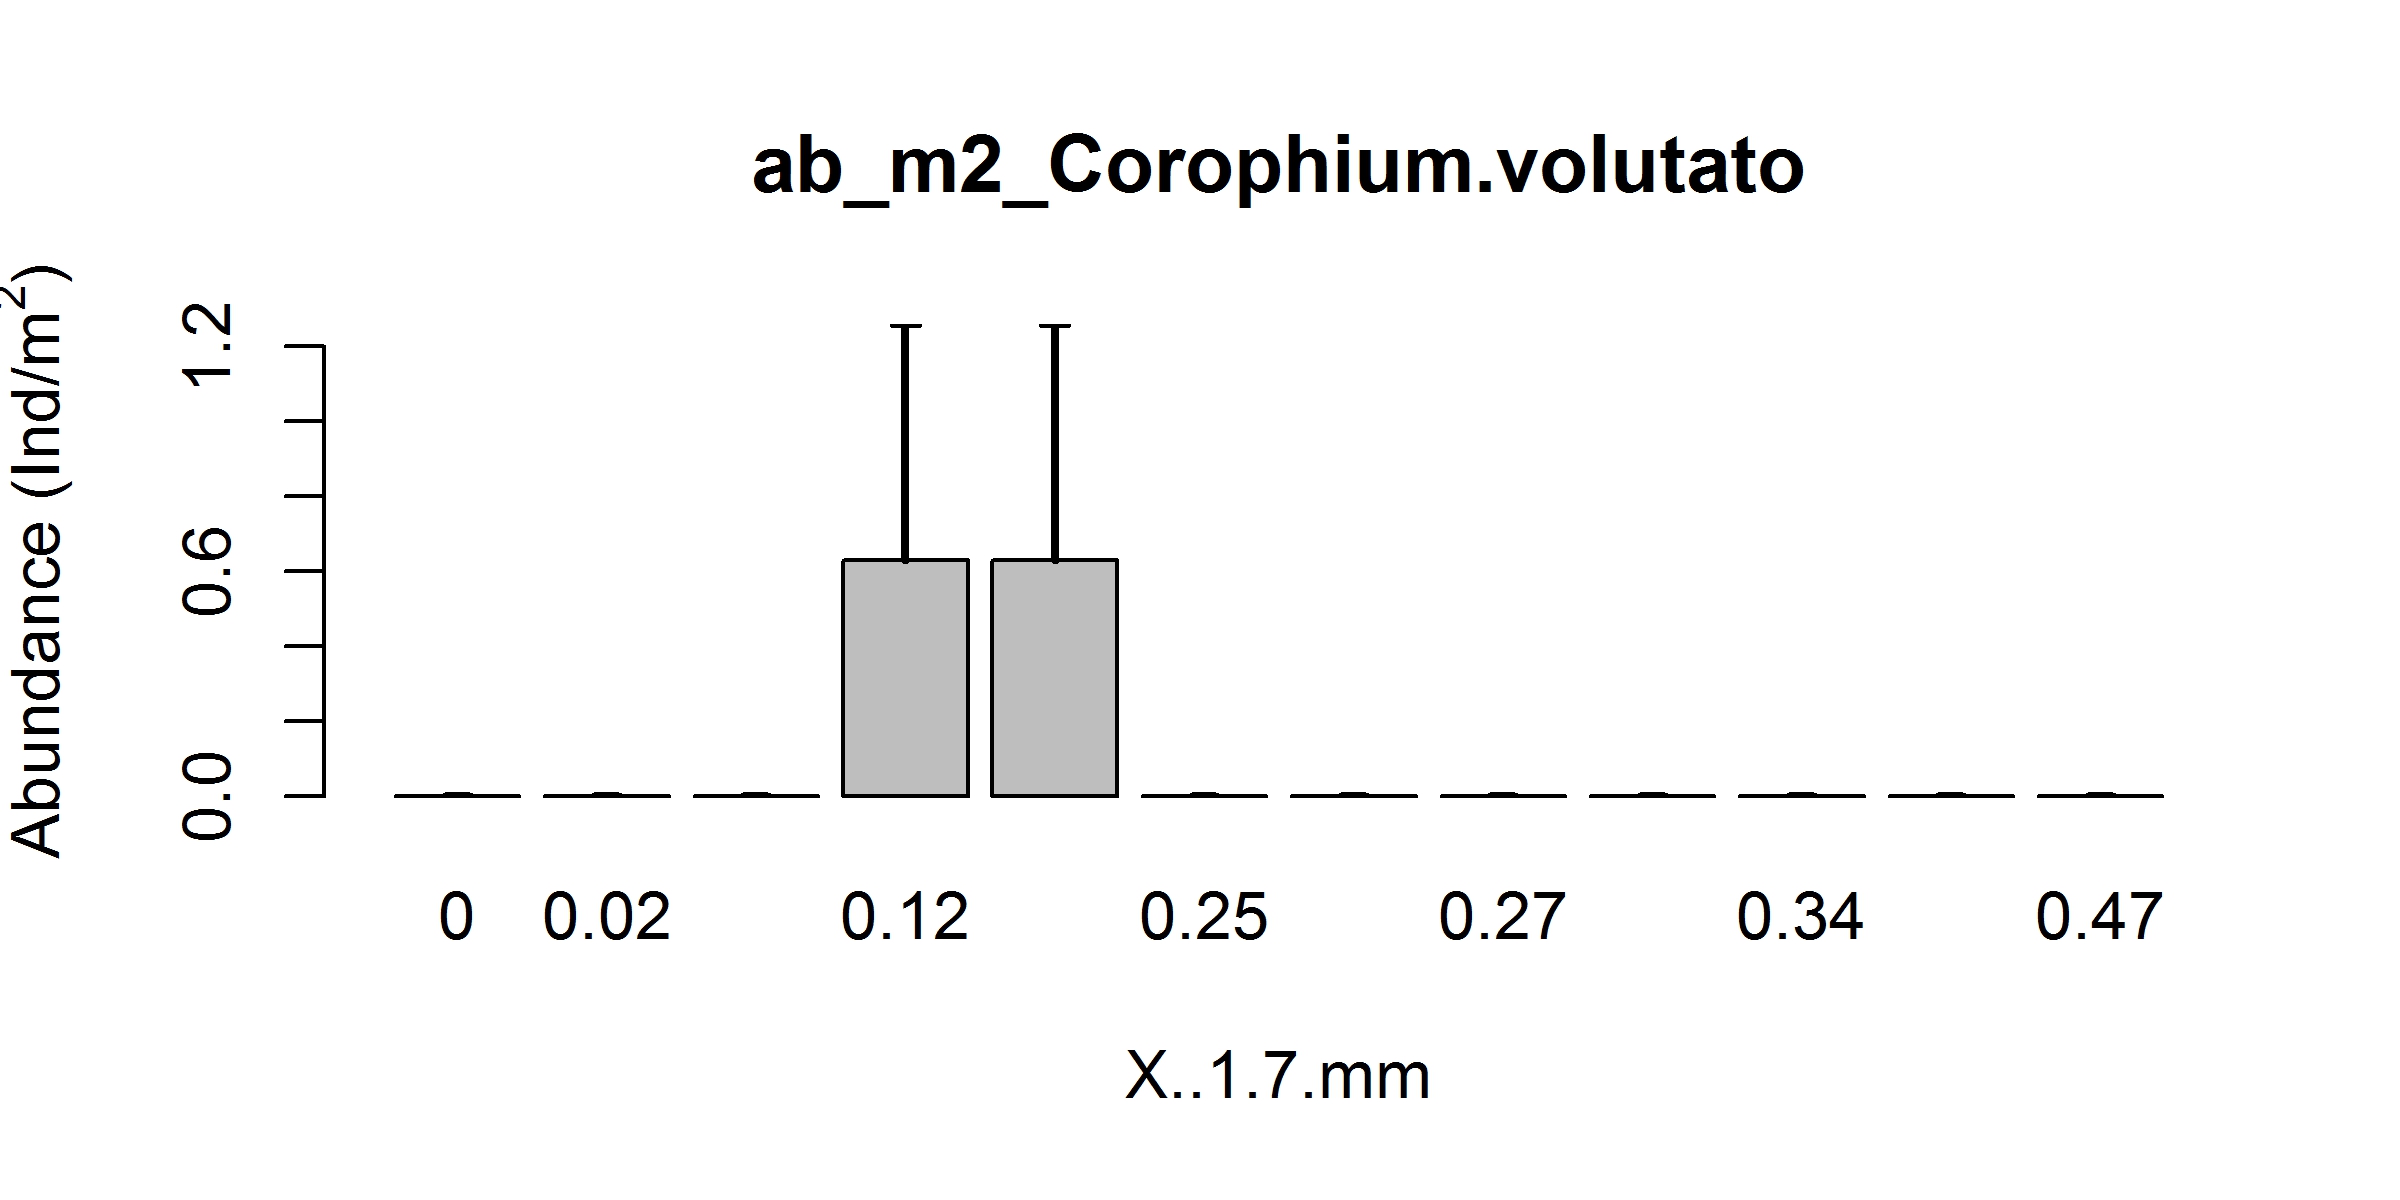 ab_m2_Corophium.volutato
Abundance (Ind/m²)
1.2
0.6
0.0
0 0.02 0.12 0.25 0.27 0.34 0.47
X..1.7.mm